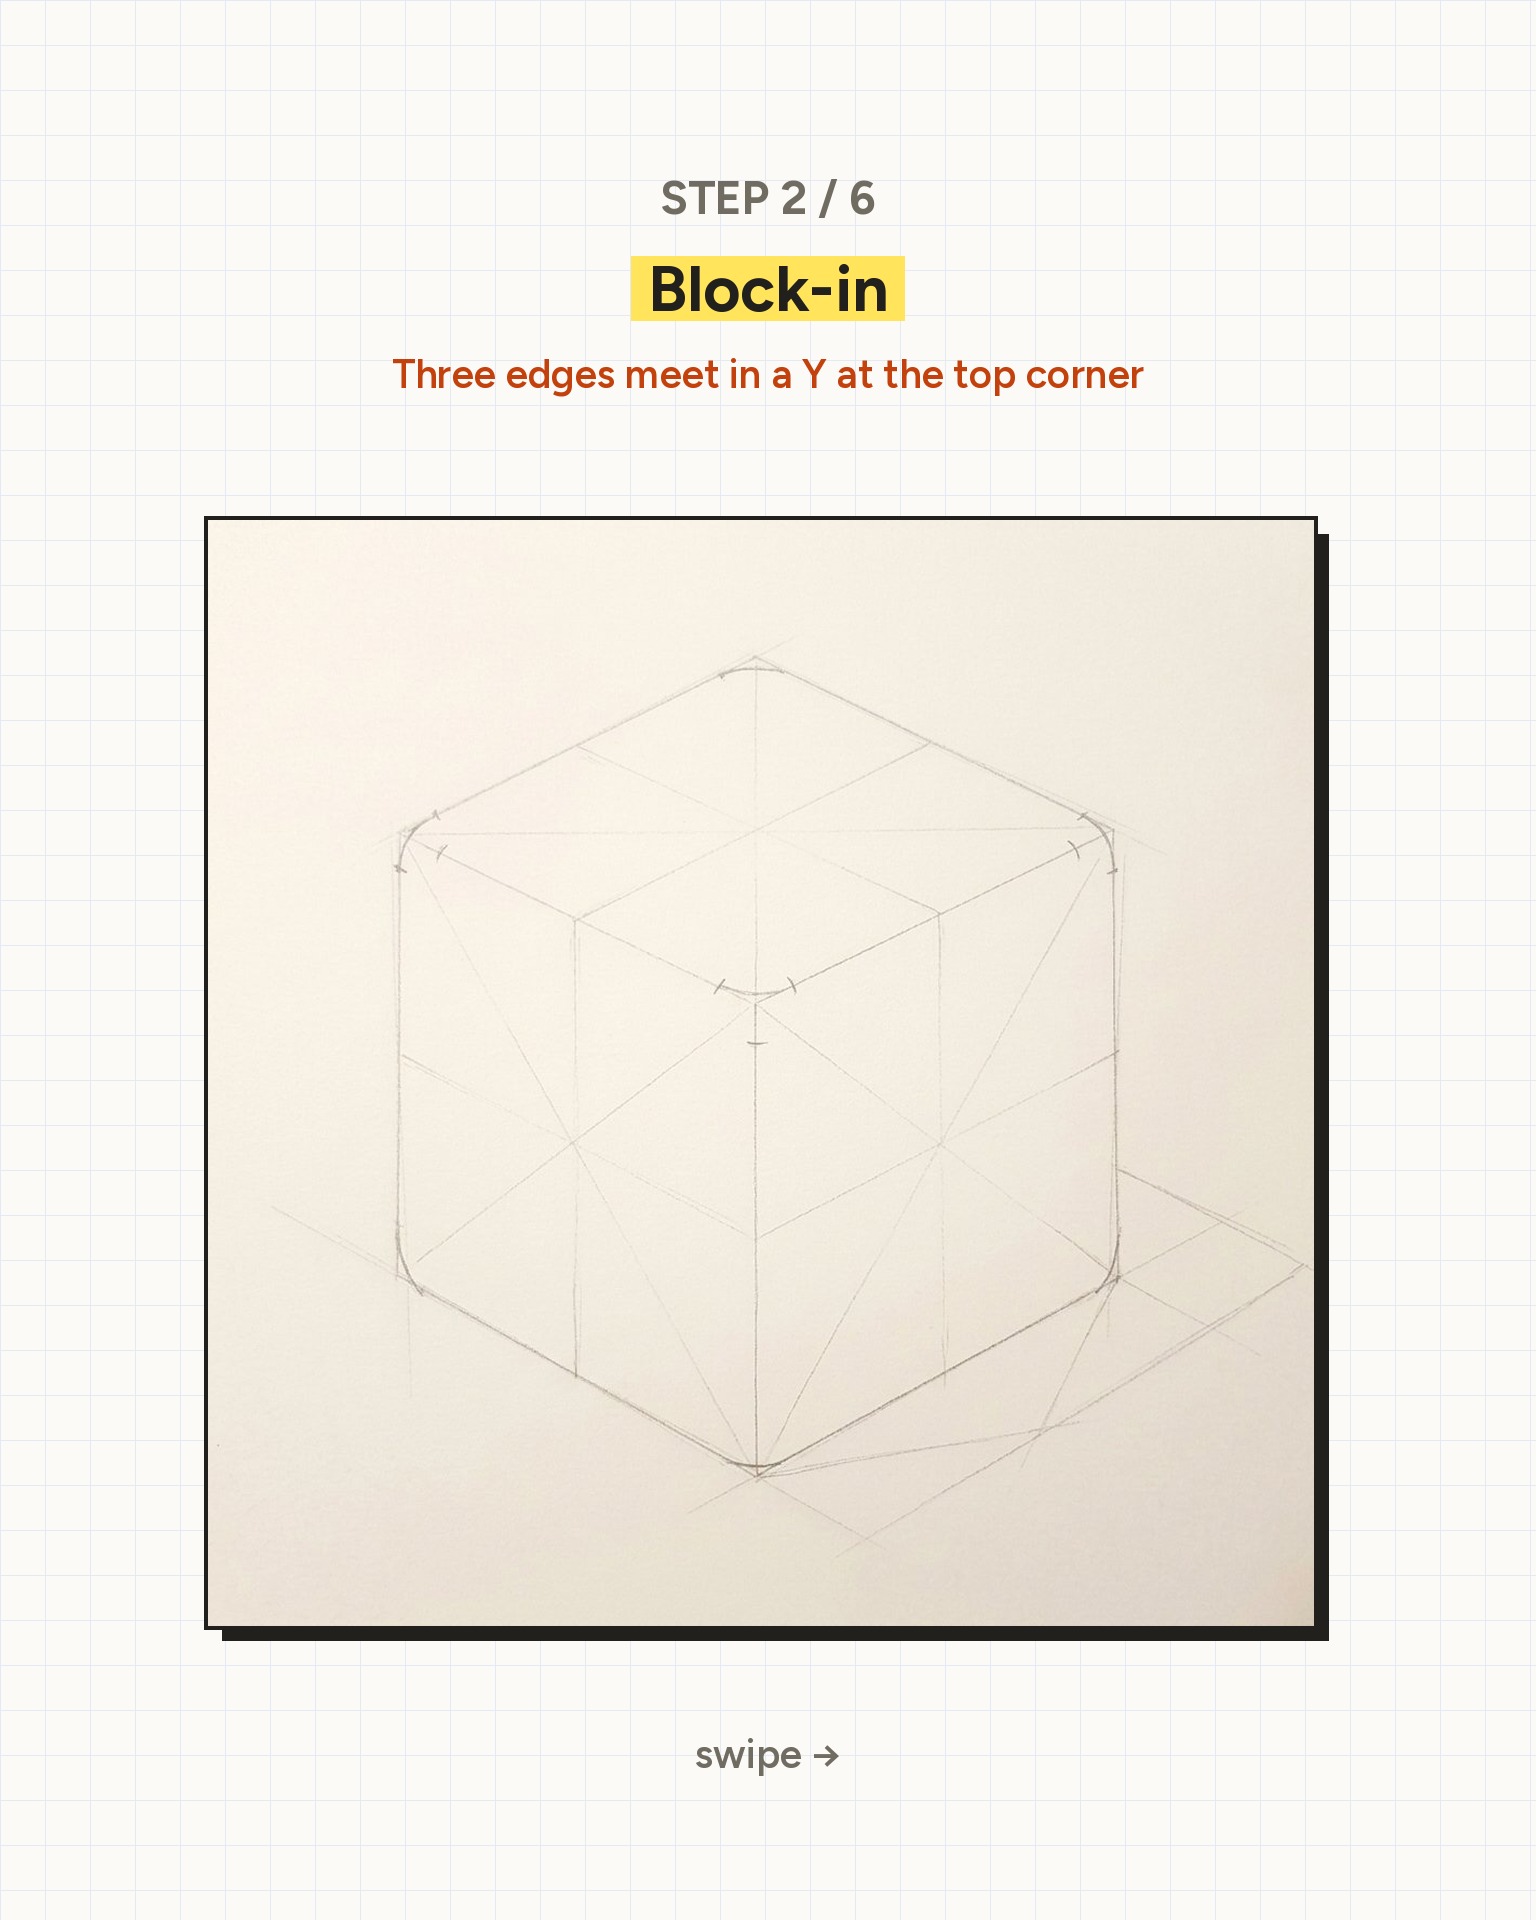 STEP 2 / 6
Block-in
Three edges meet in a Y at the top corner
swipe →